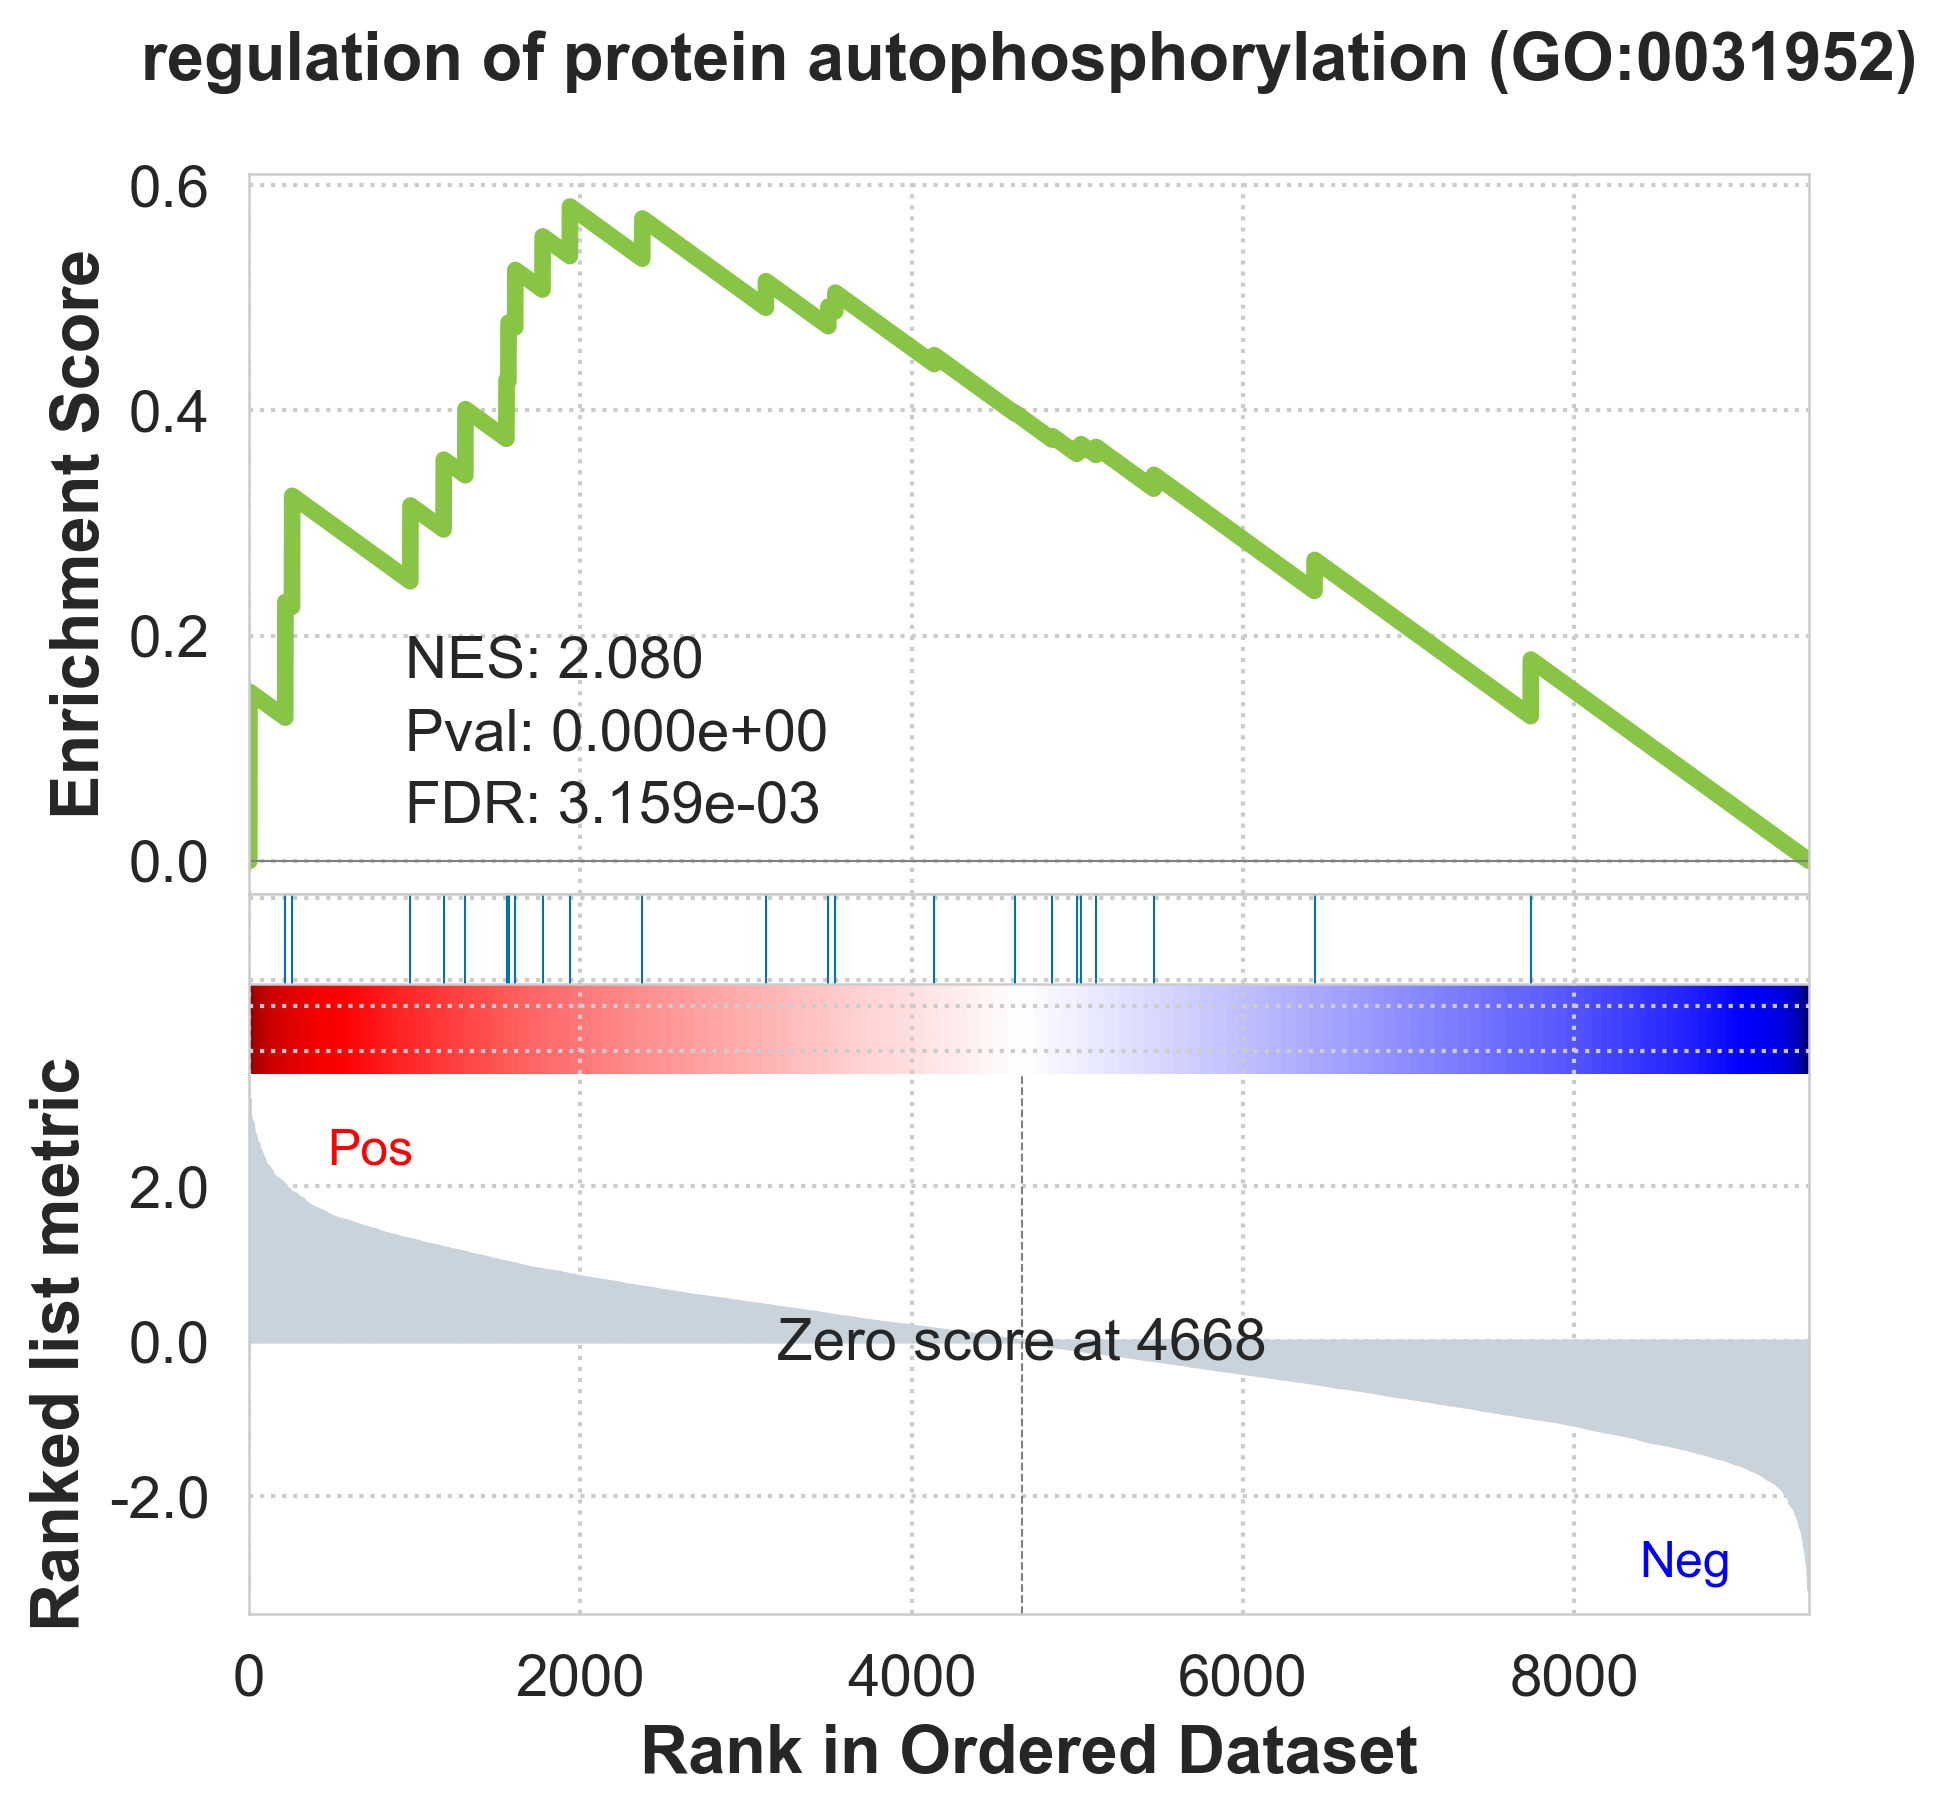 regulation of protein autophosphorylation (GO:0031952)
Enrichment Score
0.6
0.4
0.2
0.0
NES: 2.080
Pval: 0.000e+00
FDR: 3.159e-03
Ranked list metric
Pos
2.0
0.0
-2.0
Zero score at 4668
Neg
0 2000 4000 6000 8000
Rank in Ordered Dataset